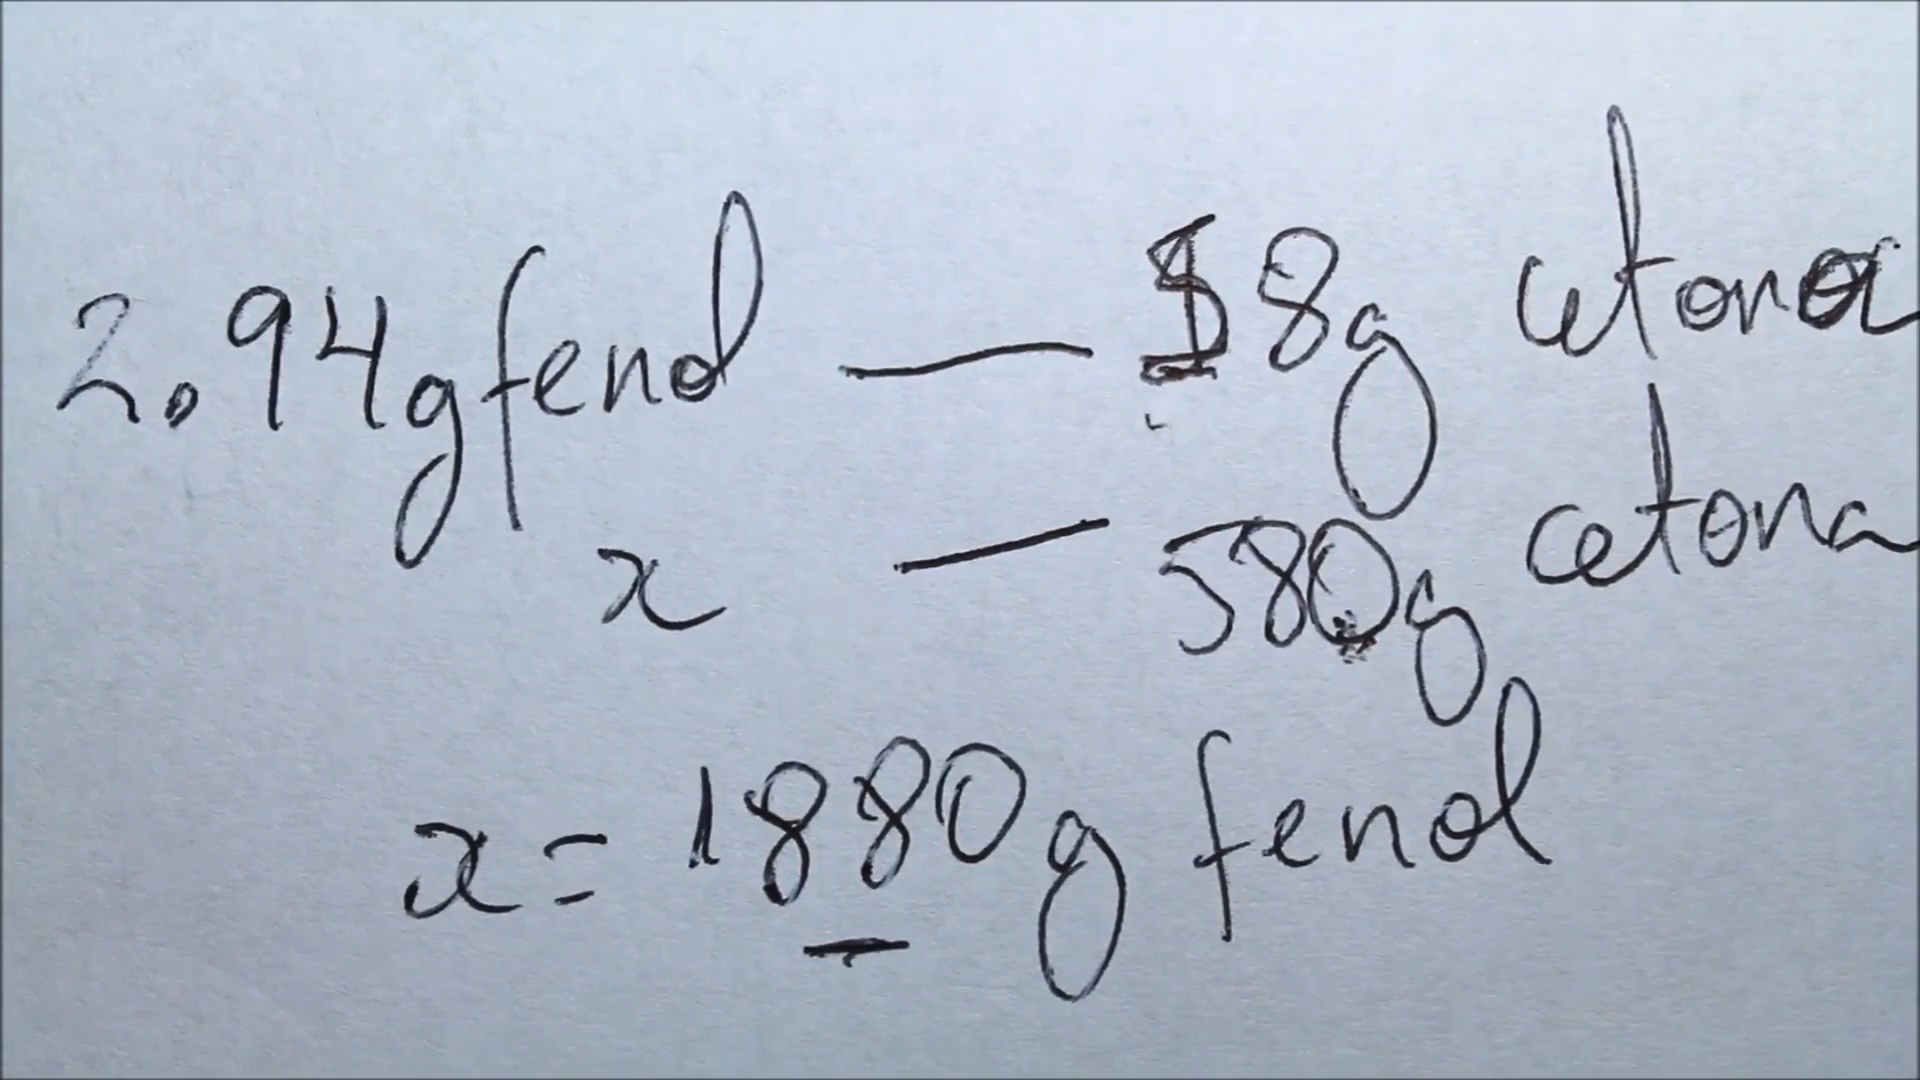 2.94g fenol — 58g cetona
x — 580g cetona
x = 1880g fenol